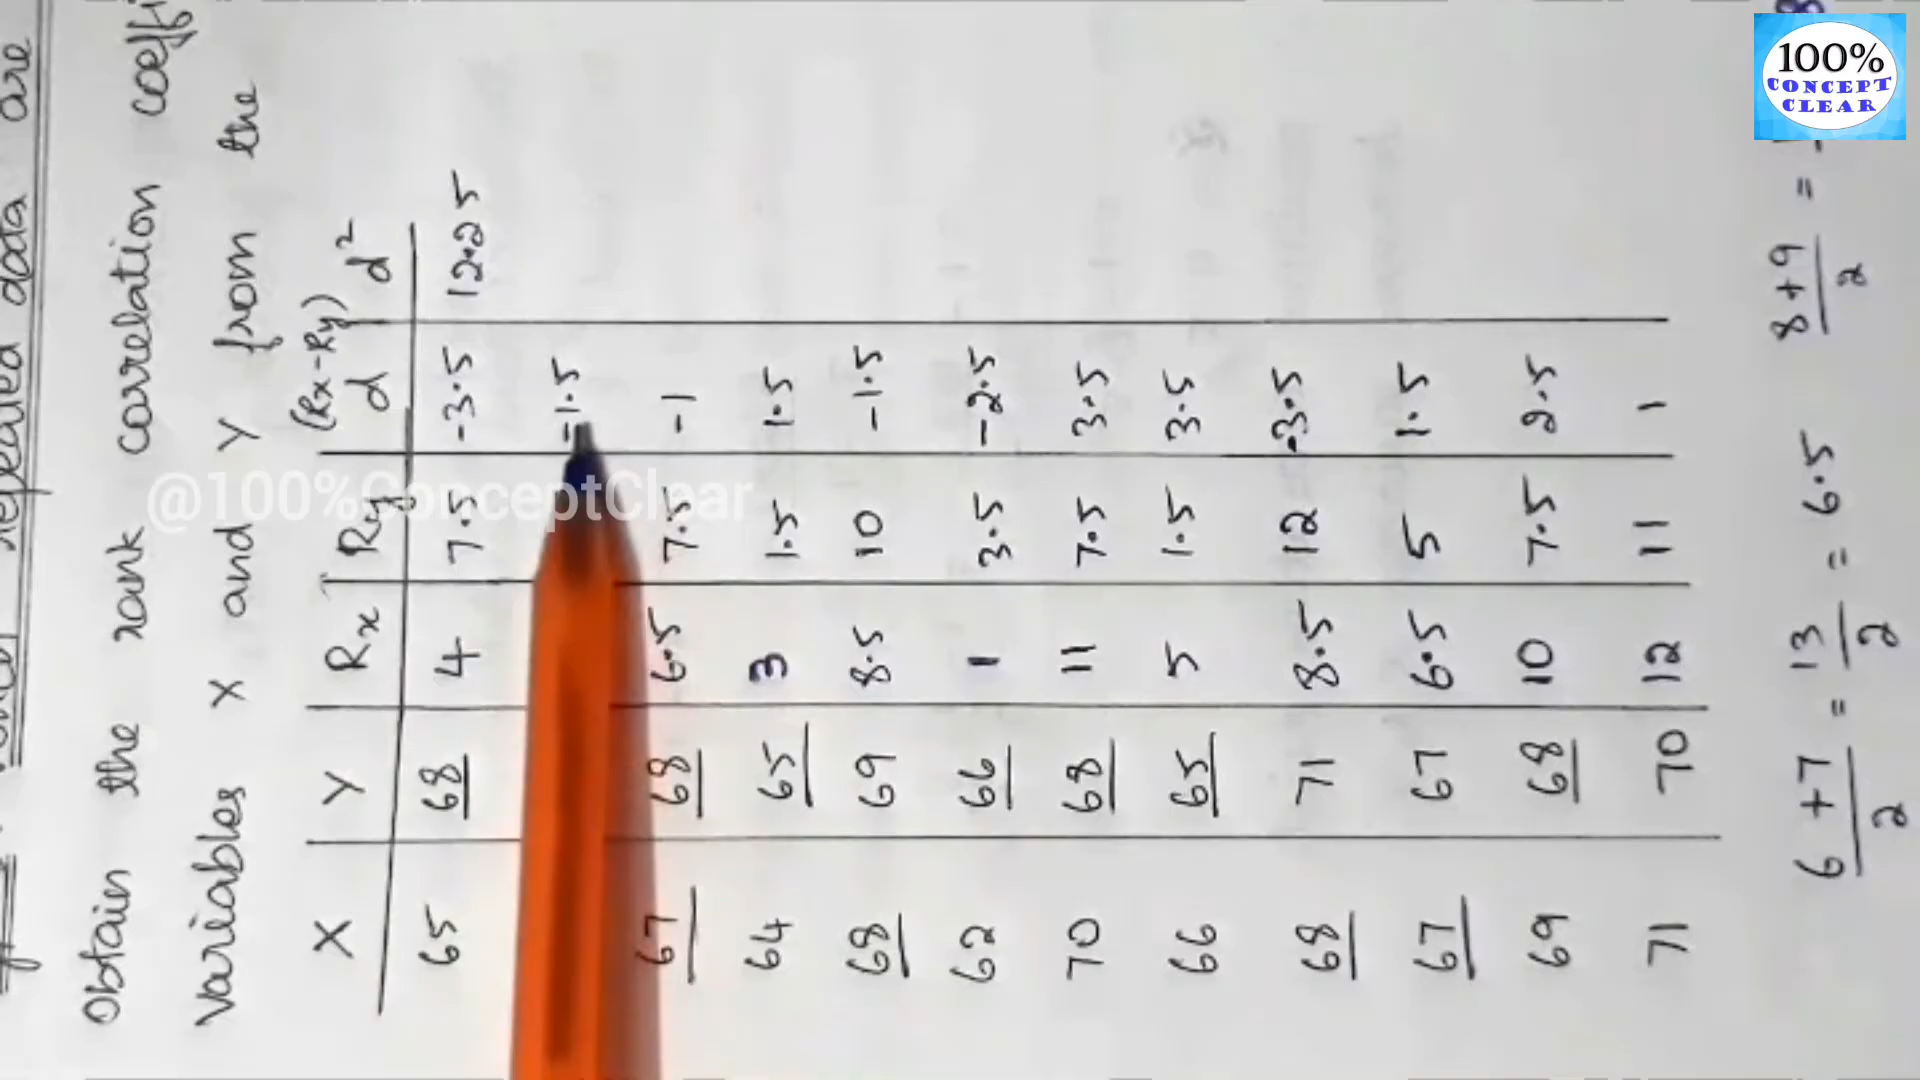 repeated data are
Obtain the rank correlation
variables X and Y from the
(Rx-Ry)
X Y Rx Ry d d²
65 68 4 7.5 -3.5 12.25
-1.5
67 68 6.5 7.5 -1
64 65 3 1.5 1.5
68 69 8.5 10 -1.5
62 66 1 3.5 -2.5
70 68 11 7.5 3.5
66 65 5 1.5 3.5
68 71 8.5 12 -3.5
67 67 6.5 5 1.5
69 68 10 7.5 2.5
71 70 12 11 1
6+7/2 = 13/2 = 6.5 8+9/2 =
100%
CONCEPT
CLEAR
@100%ConceptClear